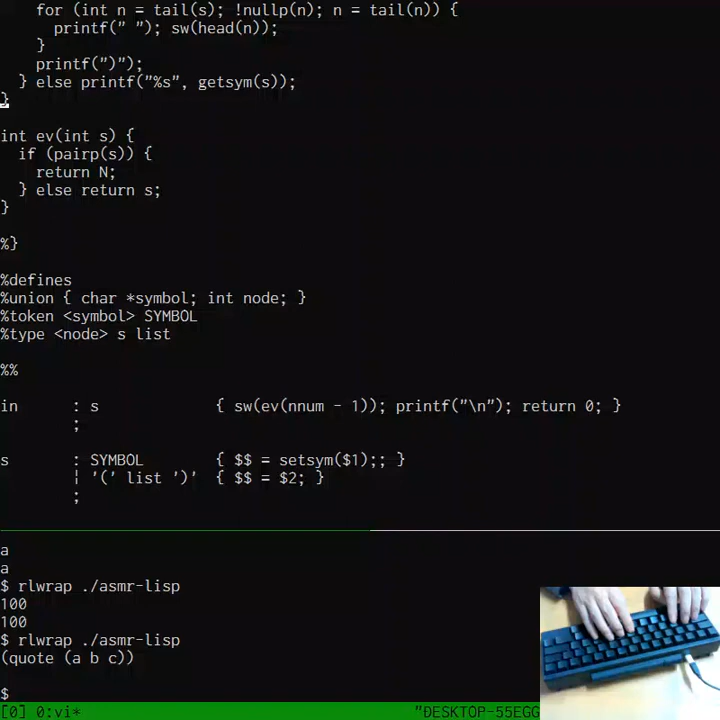 for (int n = tail(s); !nullp(n); n = tail(n)) {
      printf(" "); sw(head(n));
    }
    printf(")");
  } else printf("%s", getsym(s));
}
int ev(int s) {
  if (pairp(s)) {
    return N;
  } else return s;
}
%}
%defines
%union { char *symbol; int node; }
%token <symbol> SYMBOL
%type <node> s list
%%
in      : s             { sw(ev(nnum - 1)); printf("\n"); return 0; }
        ;
s       : SYMBOL        { $$ = setsym($1);; }
        | '(' list ')'  { $$ = $2; }
        ;
a
a
$ rlwrap ./asmr-lisp
100
100
$ rlwrap ./asmr-lisp
(quote (a b c))
$
[0] 0:vi* "DESKTOP-55EGG